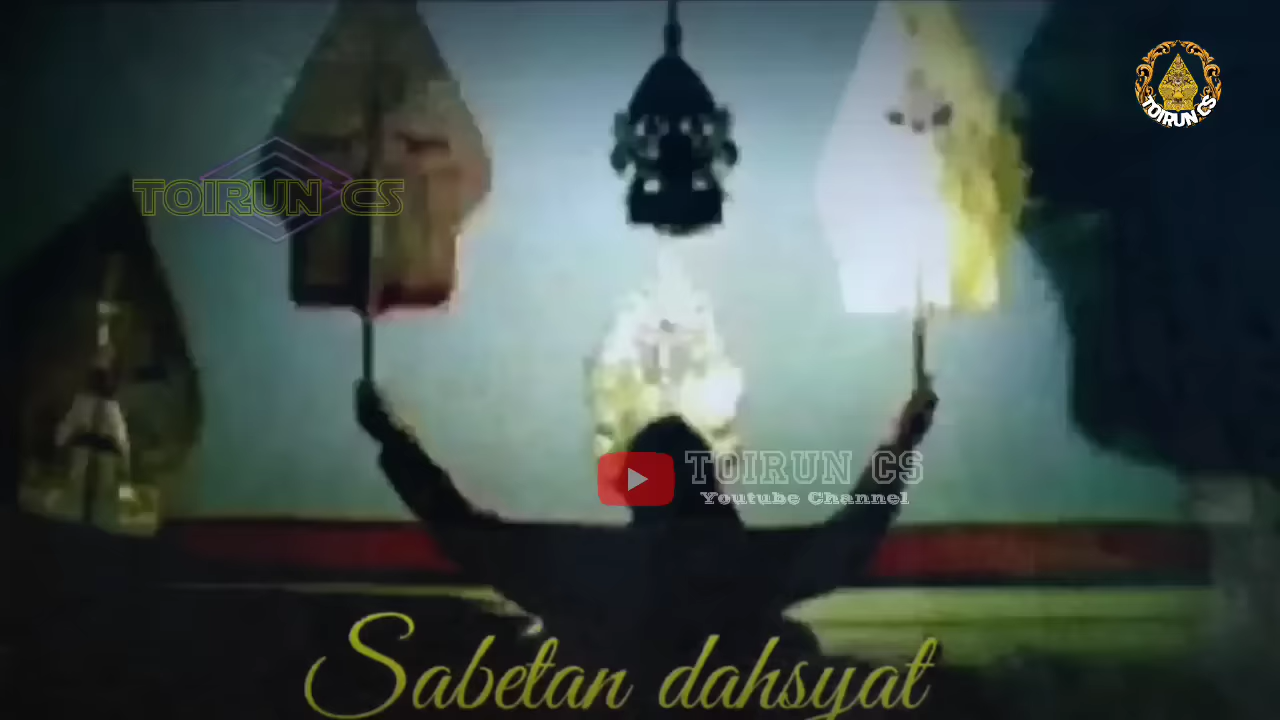 TOIRUN CS
TOIRUN.CS
TOIRUN CS
Youtube Channel
Sabetan dahsyat